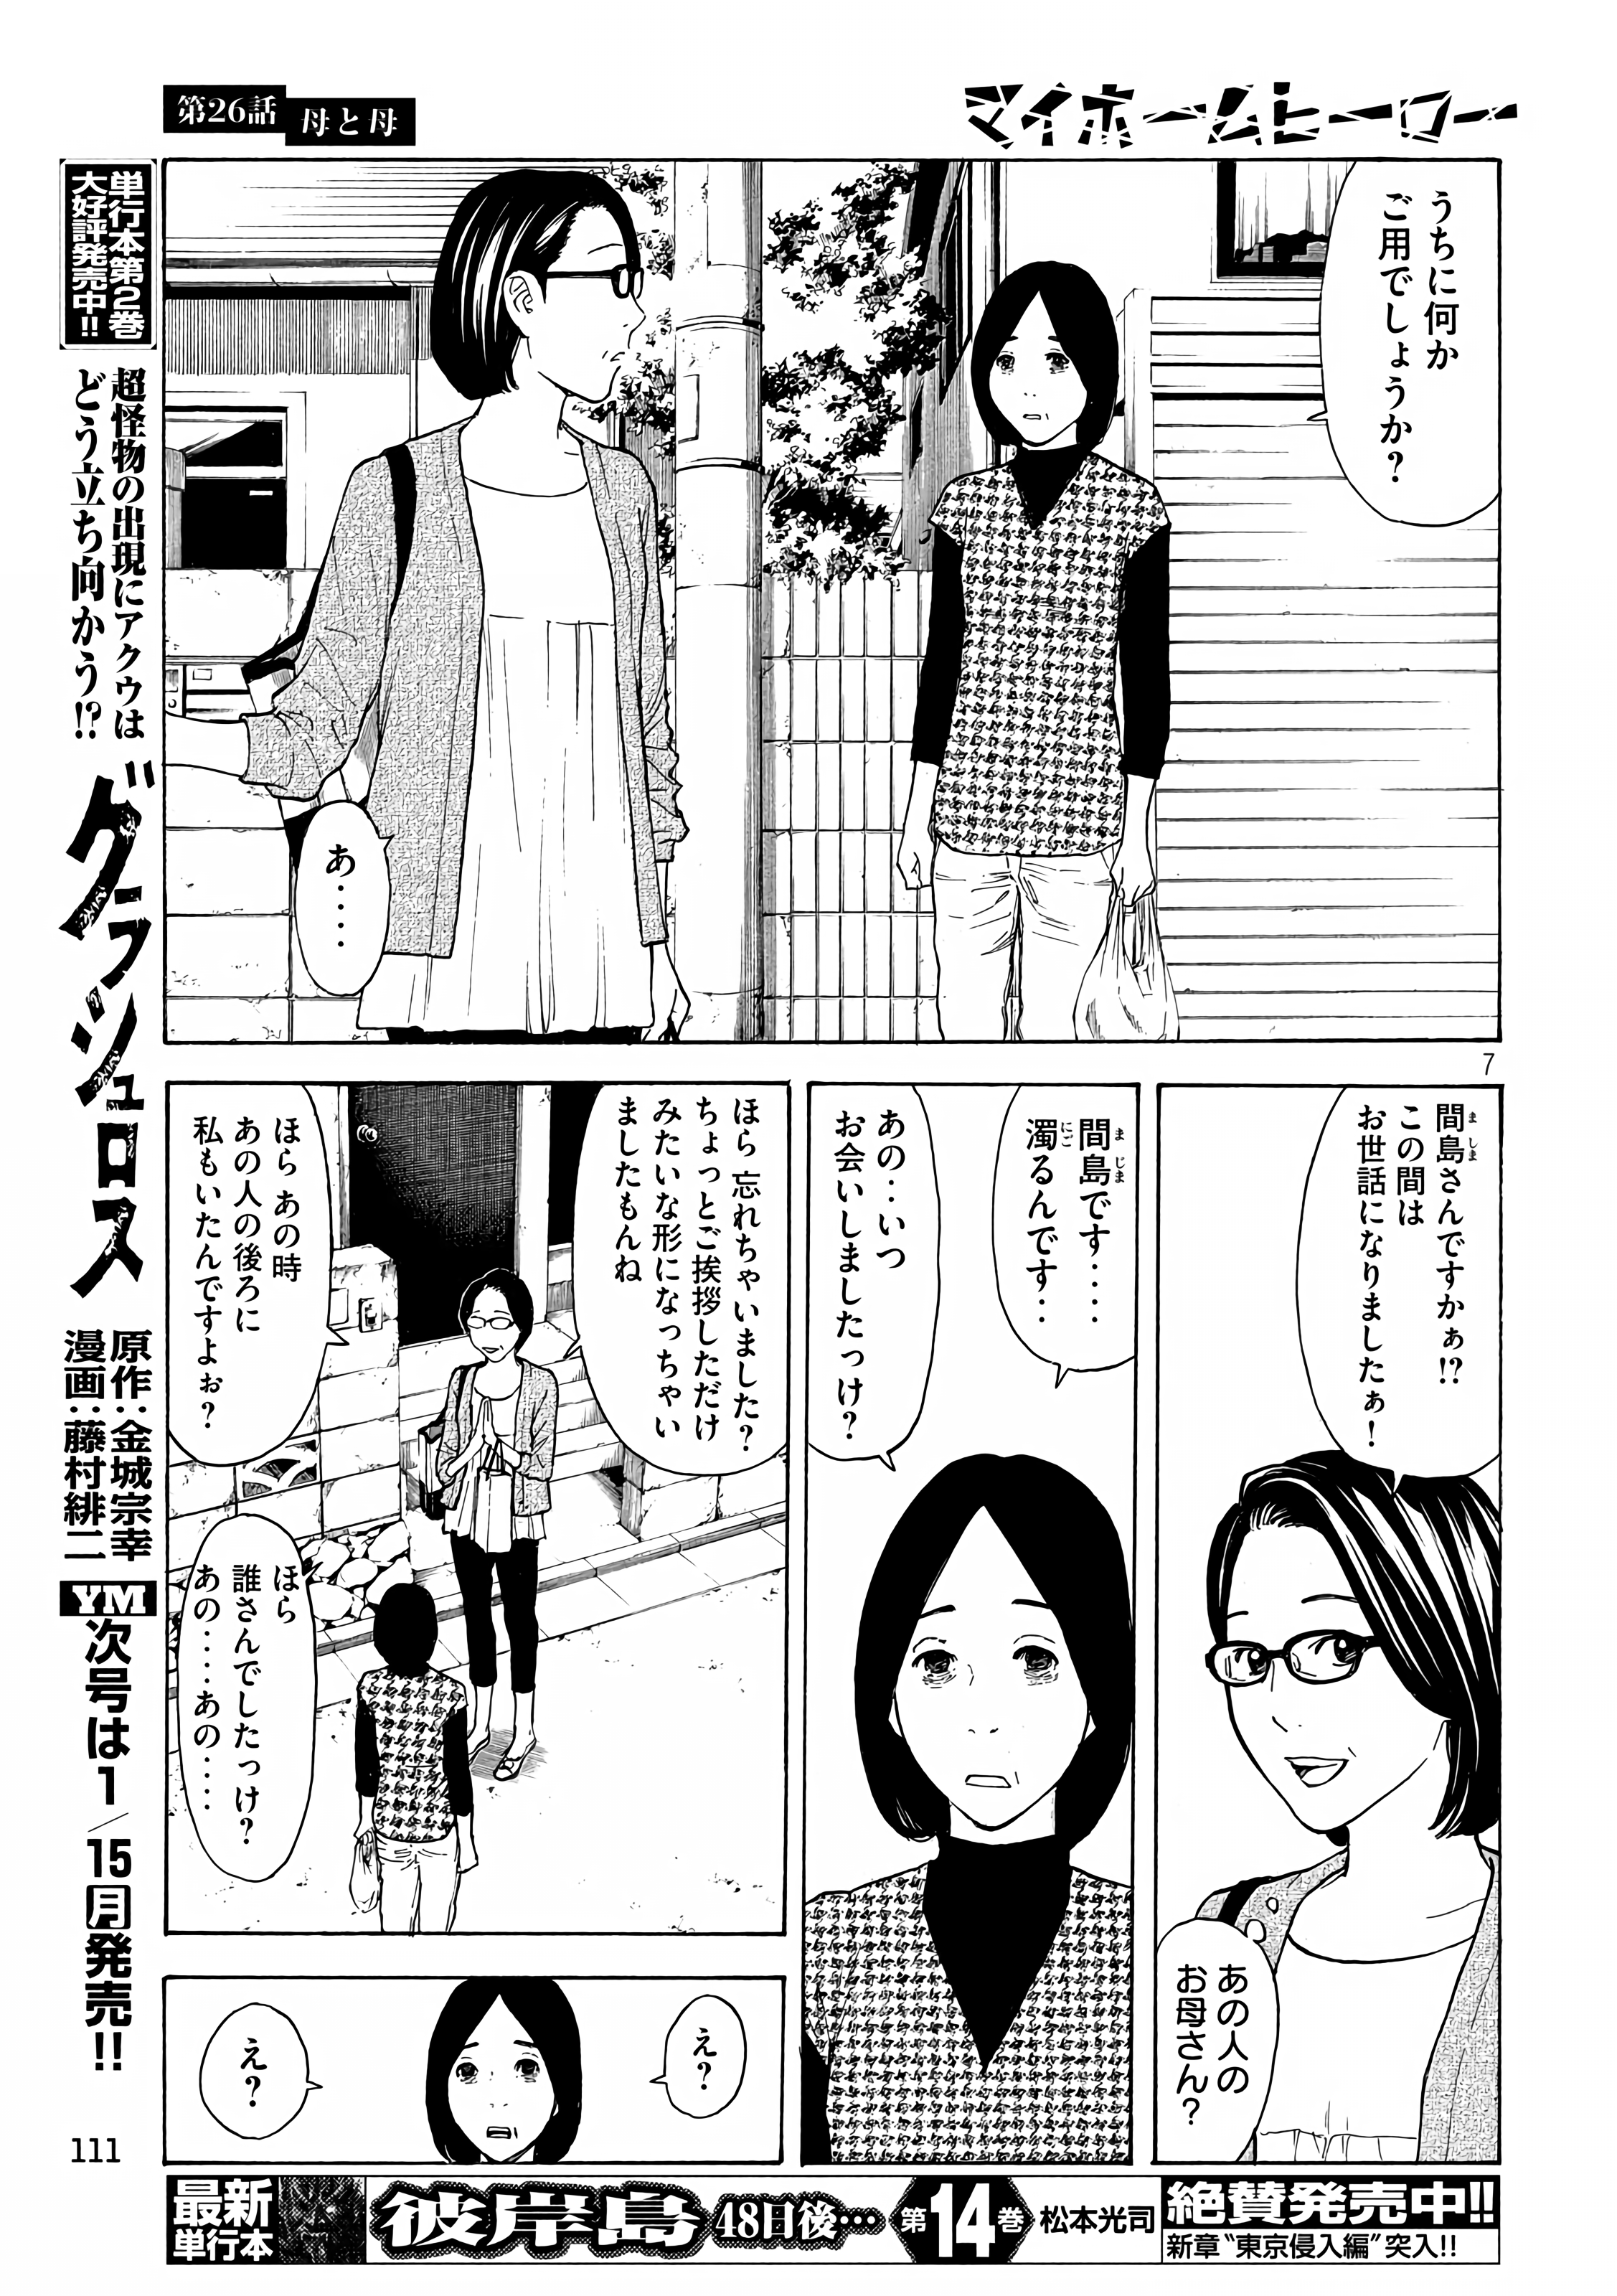 マイホームヒーロー
第26話
母と母
うちに何か
ご用でしょうか?
あ‥‥
7
間島さんですかぁ!?
ましま
この間は
お世話になりましたぁ!
あの人の
お母さん?
間島です‥‥
まじま
濁るんです‥
にご
あの‥いつ
お会いしましたっけ?
ほら 忘れちゃいました?
ちょっとご挨拶しただけ
みたいな形になっちゃい
ましたもんね
ほら あの時
あの人の後ろに
私もいたんですよぉ?
ほら
誰さんでしたっけ?
あの‥‥あの‥‥
え?
え?
単行本第2巻
大好評発売中!!
超怪物の出現にアクウは
どう立ち向かう!?
グラシュロス
原作:金城宗幸
漫画:藤村緋二
YM次号は1/15月発売!!
111
最新
単行本
彼岸島
48日後…
第14巻
松本光司
絶賛発売中!!
新章"東京侵入編"突入!!